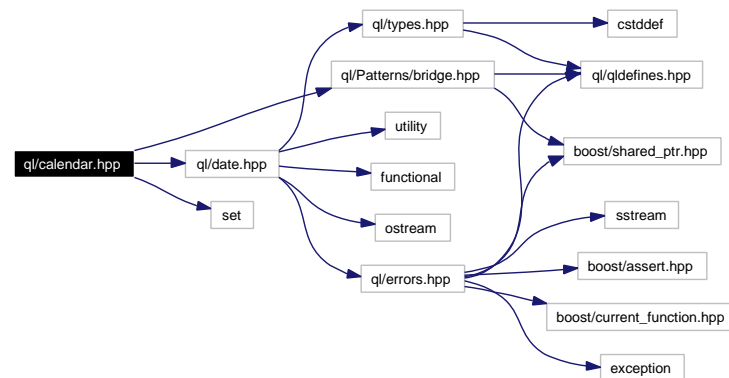 ql/types.hpp
cstddef
ql/Patterns/bridge.hpp
ql/qldefines.hpp
utility
boost/shared_ptr.hpp
ql/calendar.hpp
ql/date.hpp
functional
set
sstream
ostream
boost/assert.hpp
ql/errors.hpp
boost/current_function.hpp
exception